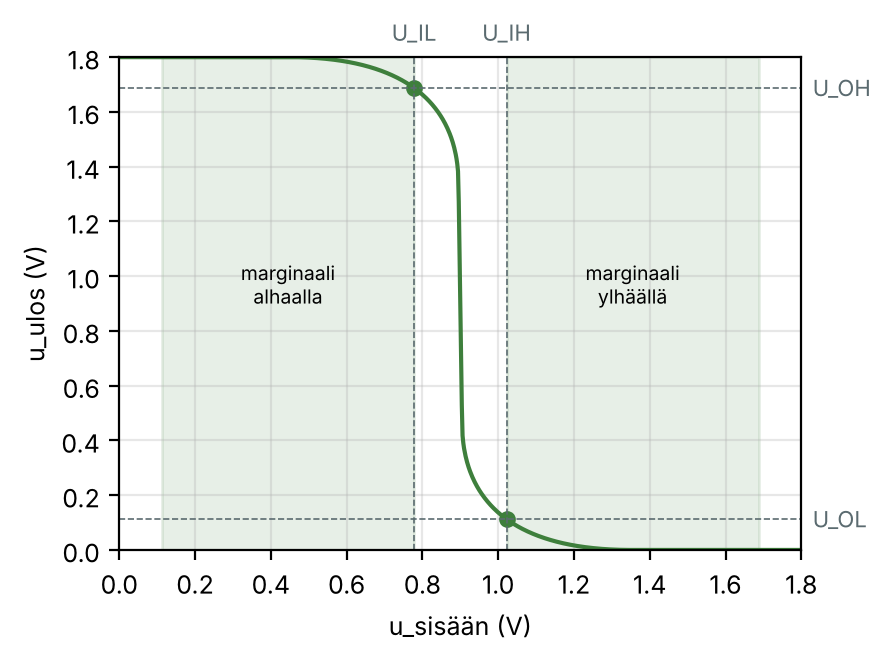 U_IL U_IH
1.8
1.6
1.4
1.2
1.0
0.8
0.6
0.4
0.2
0.0
u_ulos (V)
U_OH
marginaali
alhaalla
marginaali
ylhäällä
U_OL
0.0 0.2 0.4 0.6 0.8 1.0 1.2 1.4 1.6 1.8
u_sisään (V)